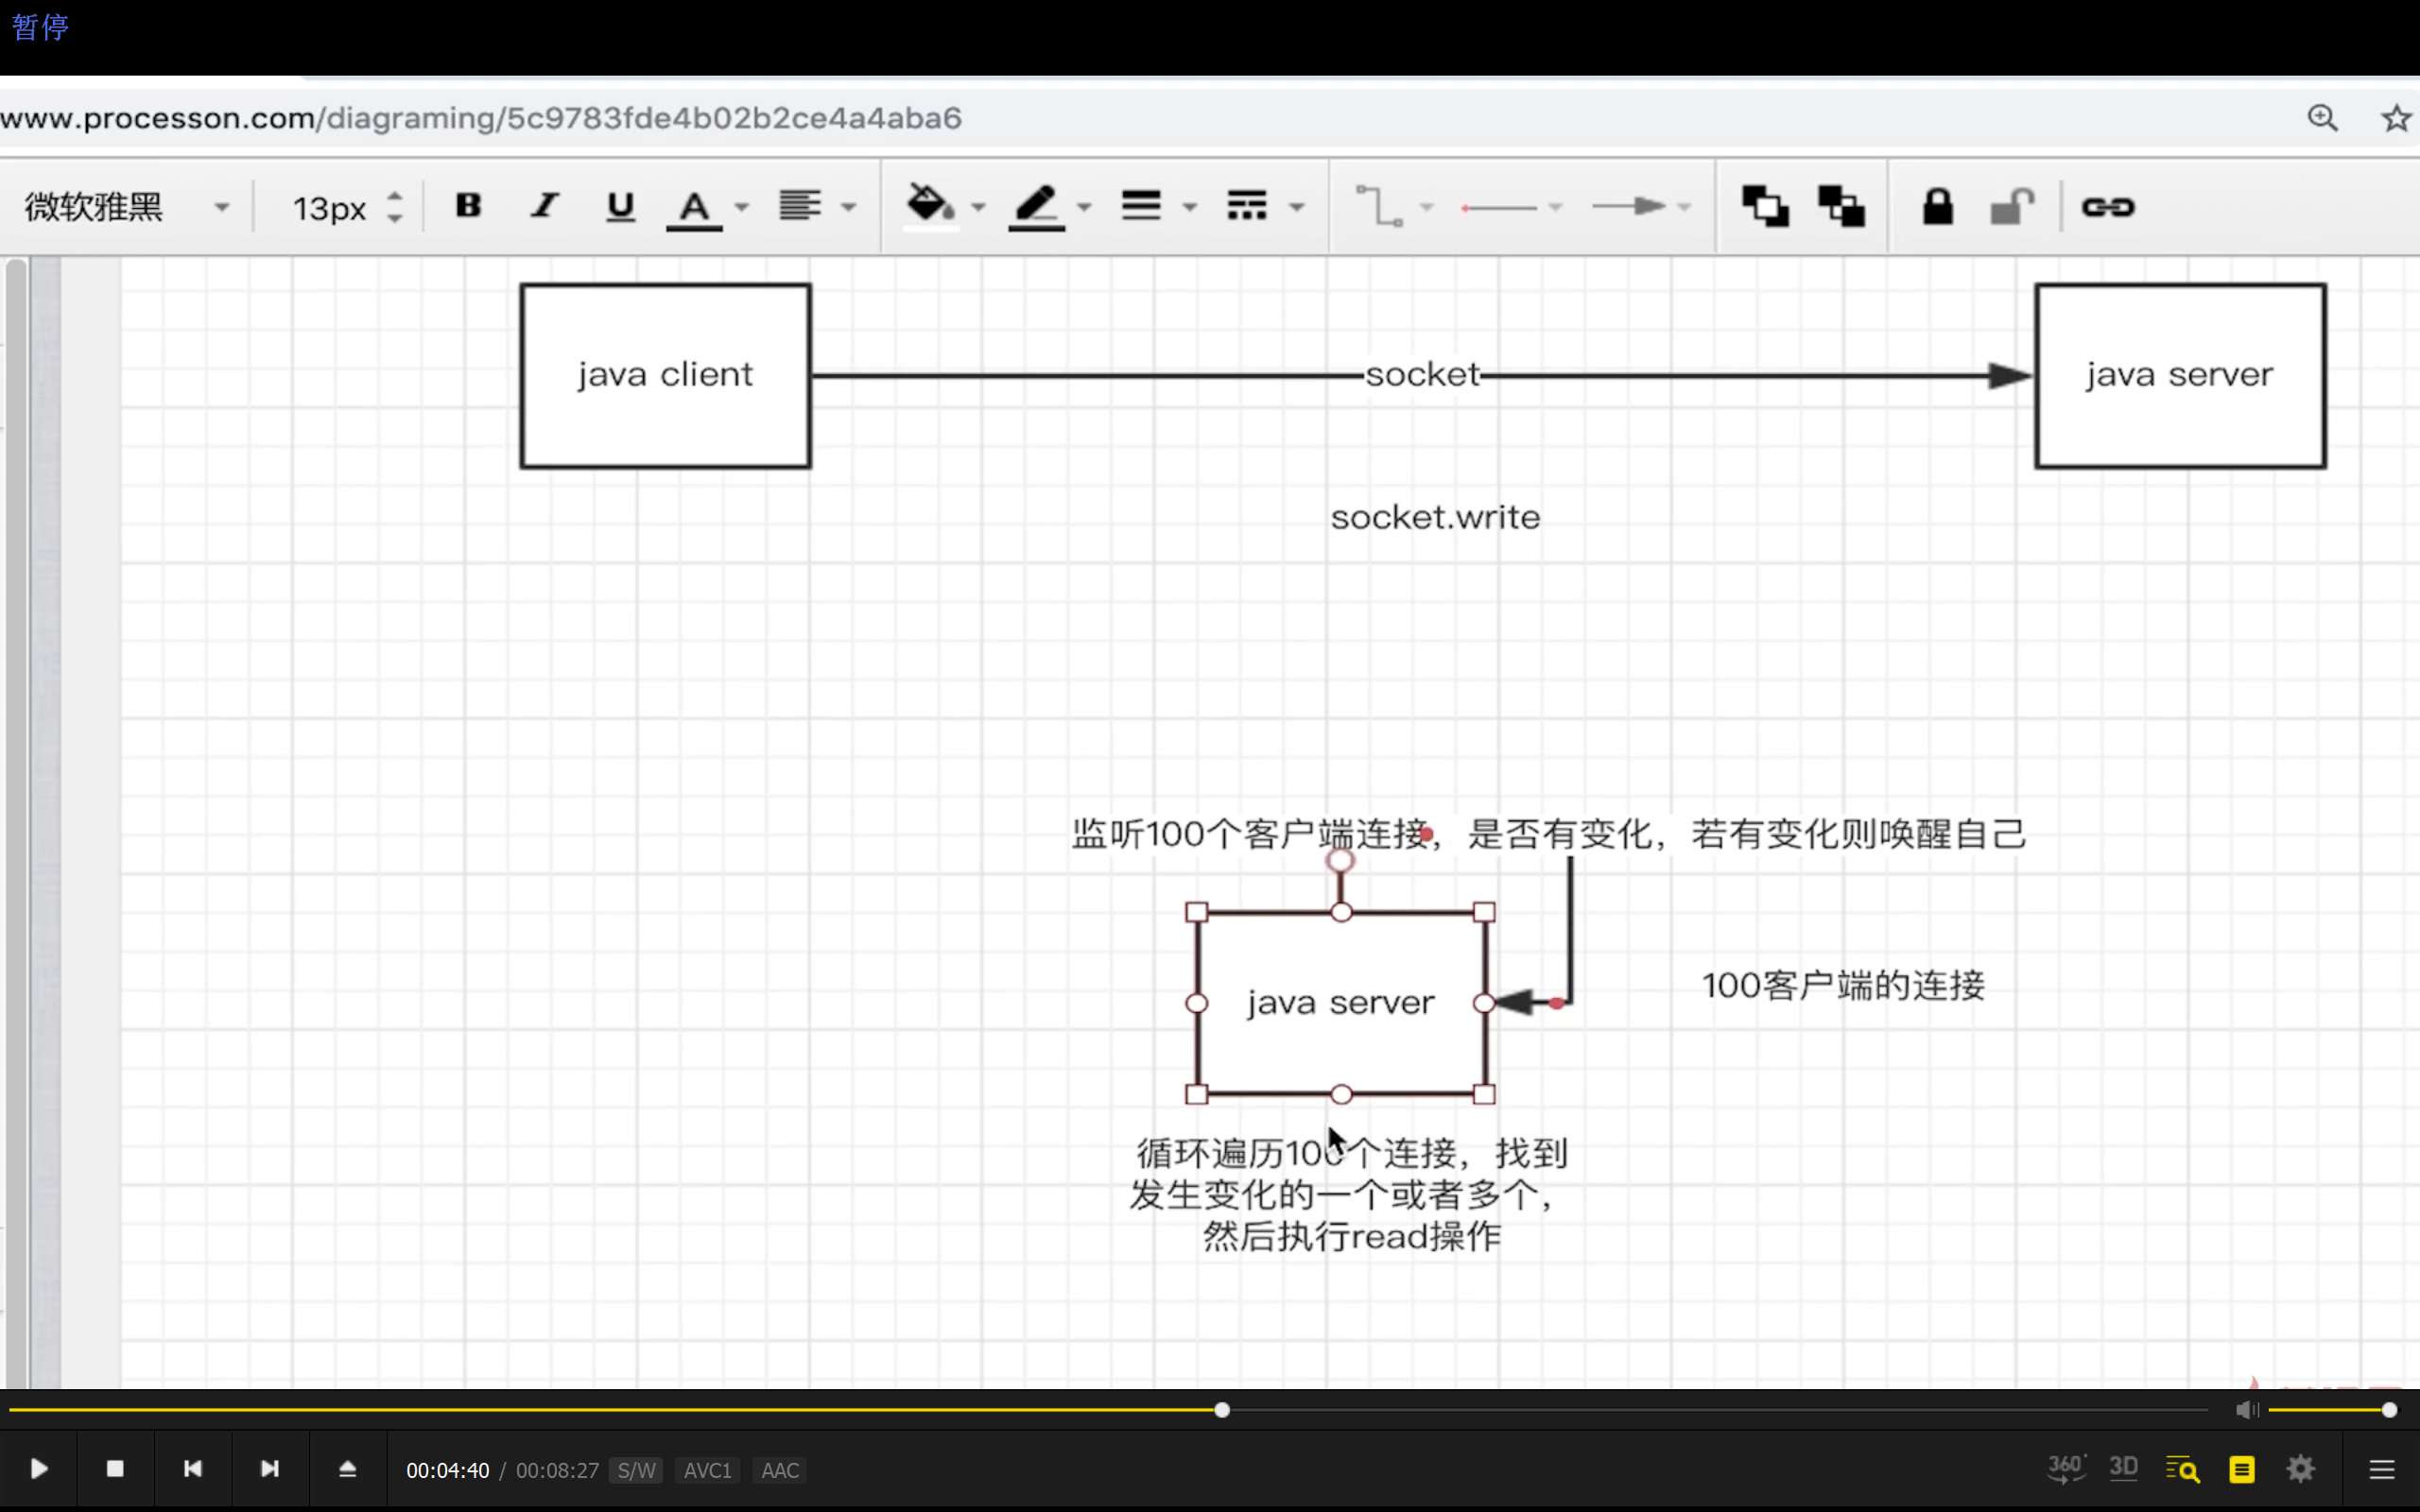 暂停
www.processon.com/diagraming/5c9783fde4b02b2ce4a4aba6
微软雅黑 13px B I U A
java client
socket
java server
socket.write
监听100个客户端连接，是否有变化，若有变化则唤醒自己
java server
100客户端的连接
循环遍历100个连接，找到
发生变化的一个或者多个，
然后执行read操作
00:04:40 / 00:08:27 S/W AVC1 AAC
360° 3D